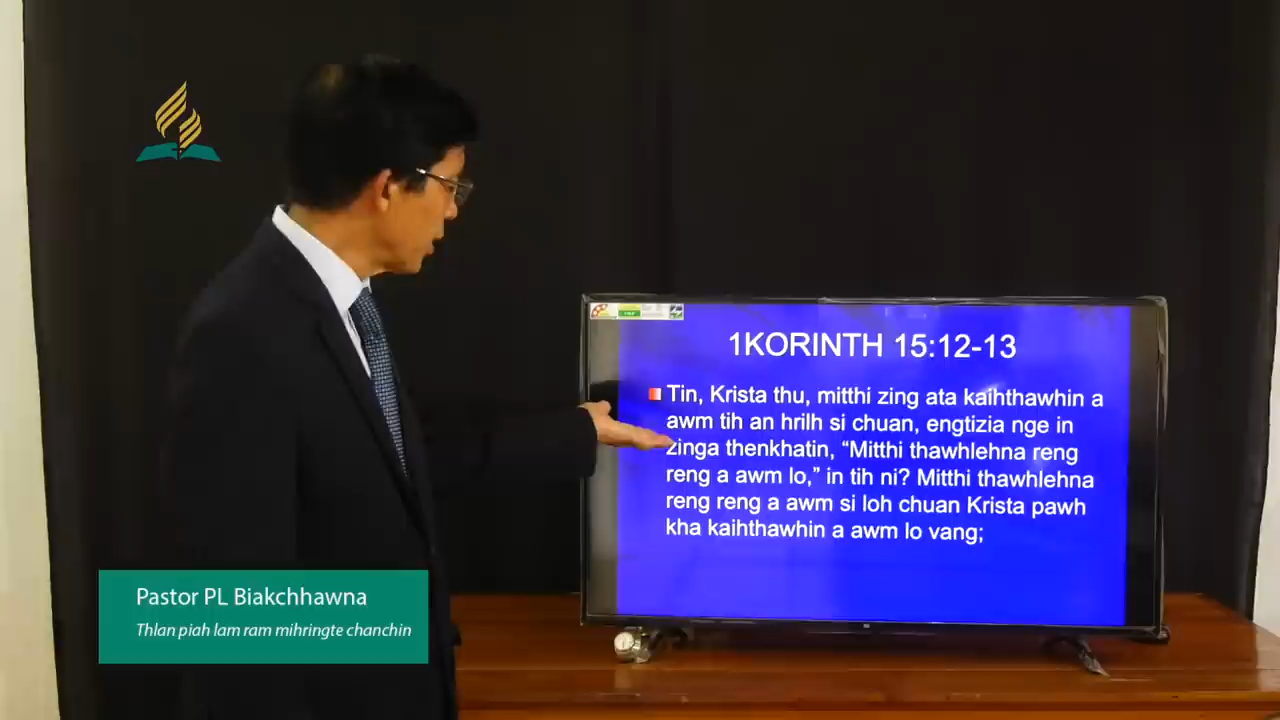 1KORINTH 15:12-13
Tin, Krista thu, mitthi zing ata kaihthawhin a
awm tih an hrilh si chuan, engtizia nge in
zinga thenkhatin, “Mitthi thawhlehna reng
reng a awm lo,” in tih ni? Mitthi thawhlehna
reng reng a awm si loh chuan Krista pawh
kha kaihthawhin a awm lo vang;
Pastor PL Biakchhawna
Thlan piah lam ram mihringte chanchin